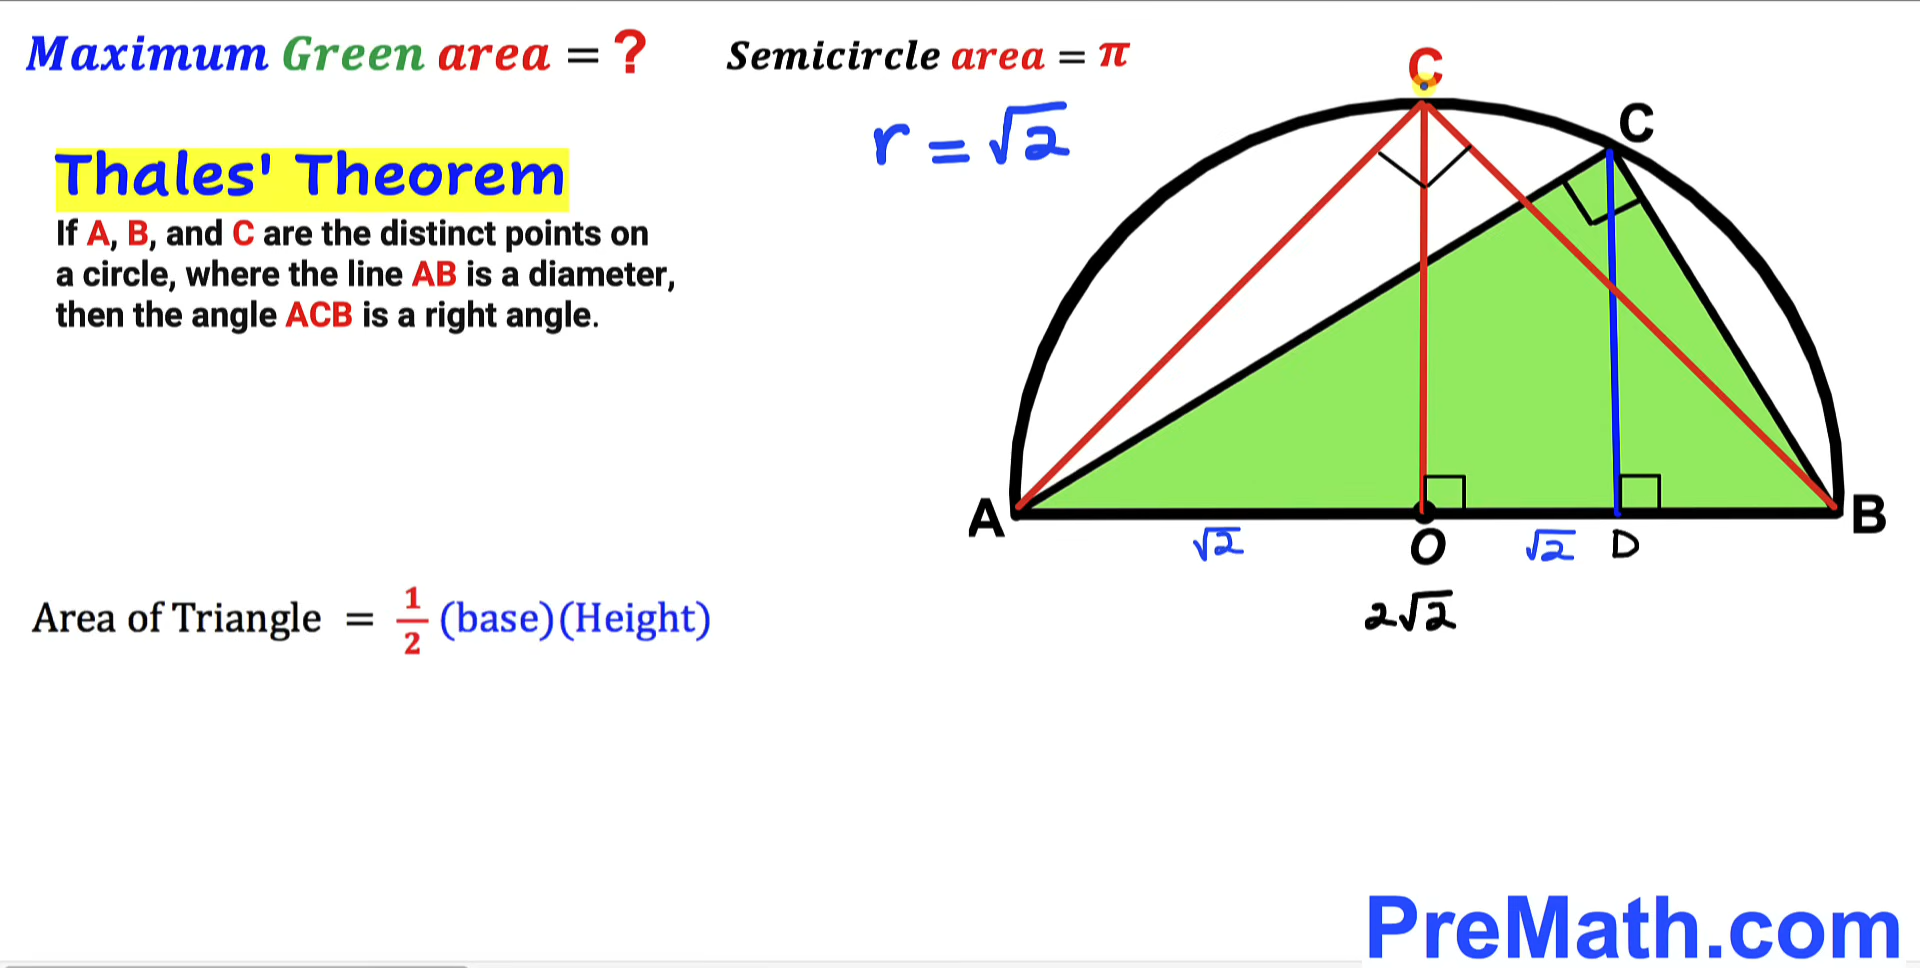 Maximum Green area = ? Semicircle area = π
r = √2
Thales' Theorem
If A, B, and C are the distinct points on
a circle, where the line AB is a diameter,
then the angle ACB is a right angle.
C
C
A
B
√2
O
√2
D
2√2
Area of Triangle = 1/2 (base)(Height)
PreMath.com